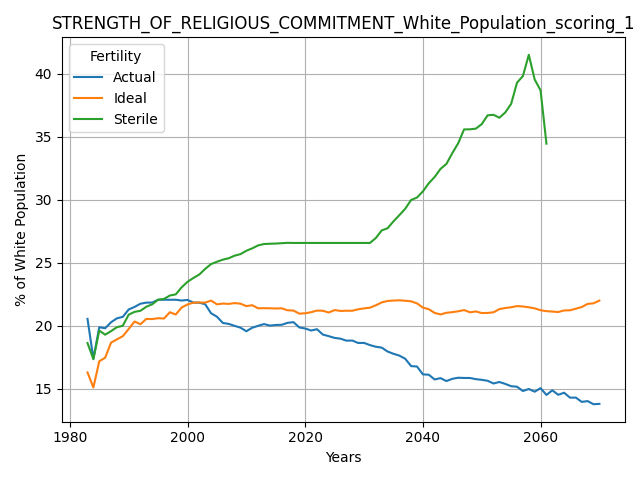 STRENGTH_OF_RELIGIOUS_COMMITMENT_White_Population_scoring_1
Fertility
Actual
Ideal
Sterile
% of White Population
40
35
30
25
20
15
1980
2000
2020
2040
2060
Years